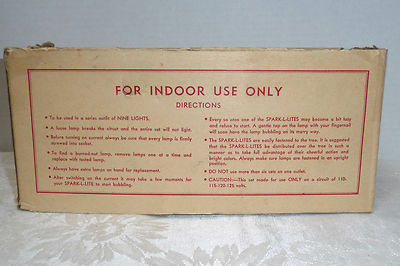 FOR INDOOR USE ONLY
DIRECTIONS
• To be used in a series outfit of NINE LIGHTS.
• A loose lamp breaks the circuit and the entire set will not light.
• Before turning on current always be sure that every lamp is firmly
screwed into socket.
• To find a burned-out lamp, remove lamps one at a time and
replace with tested lamp.
• Always have extra lamps on hand for replacement.
• After switching on the current it may take a few moments for
your SPARK-L-LITE to start bubbling.
• Every so often one of the SPARK-L-LITES may become a bit lazy
and refuse to start. A gentle tap on the lamp with your fingernail
will soon have the lamp bubbling on its merry way.
• The SPARK-L-LITES are easily fastened to the tree. It is suggested
that the SPARK-L-LITES be distributed over the tree in such a
manner as to take full advantage of their cheerful action and
bright colors. Always make sure lamps are fastened in an upright
position.
• DO NOT use more than six sets on one outlet.
• CAUTION:—This set made for use ONLY on a circuit of 110-
115-120-125 volts.